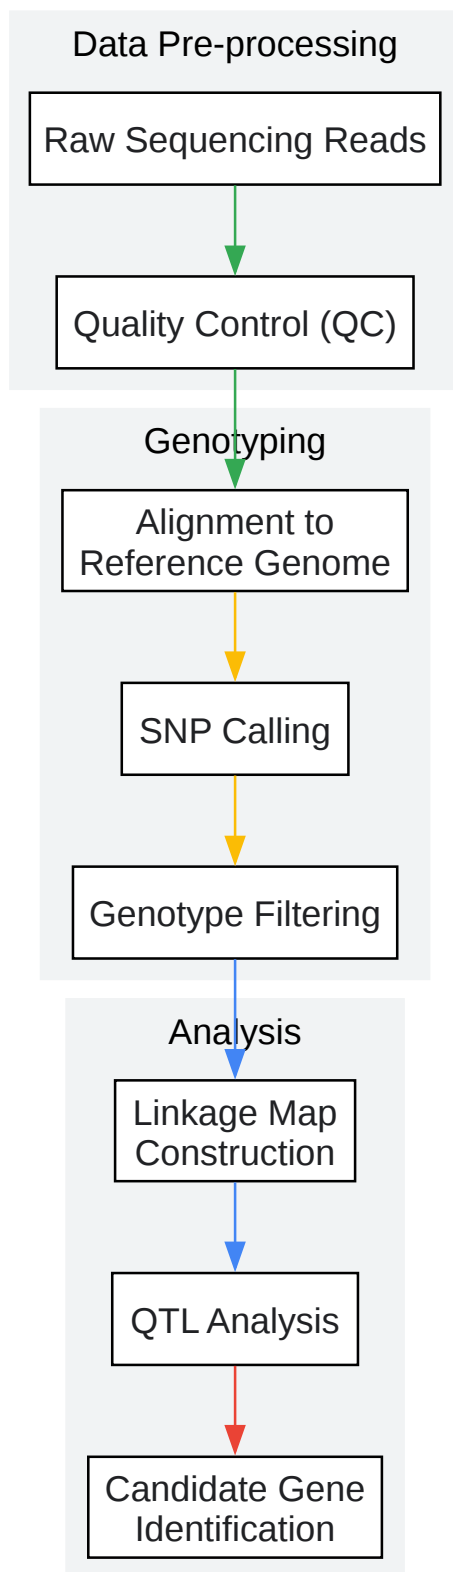 Data Pre-processing
Raw Sequencing Reads
Quality Control (QC)
Genotyping
Alignment to
Reference Genome
SNP Calling
Genotype Filtering
Analysis
Linkage Map
Construction
QTL Analysis
Candidate Gene
Identification